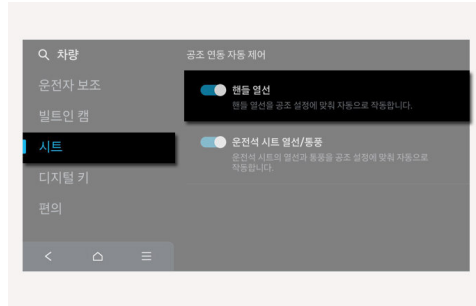 차량
운전자 보조
빌트인 캠
시트
디지털 키
편의
공조 연동 자동 제어
핸들 열선
핸들 열선을 공조 설정에 맞춰 자동으로 작동합니다.
운전석 시트 열선/통풍
운전석 시트의 열선과 통풍을 공조 설정에 맞춰 자동으로
작동합니다.